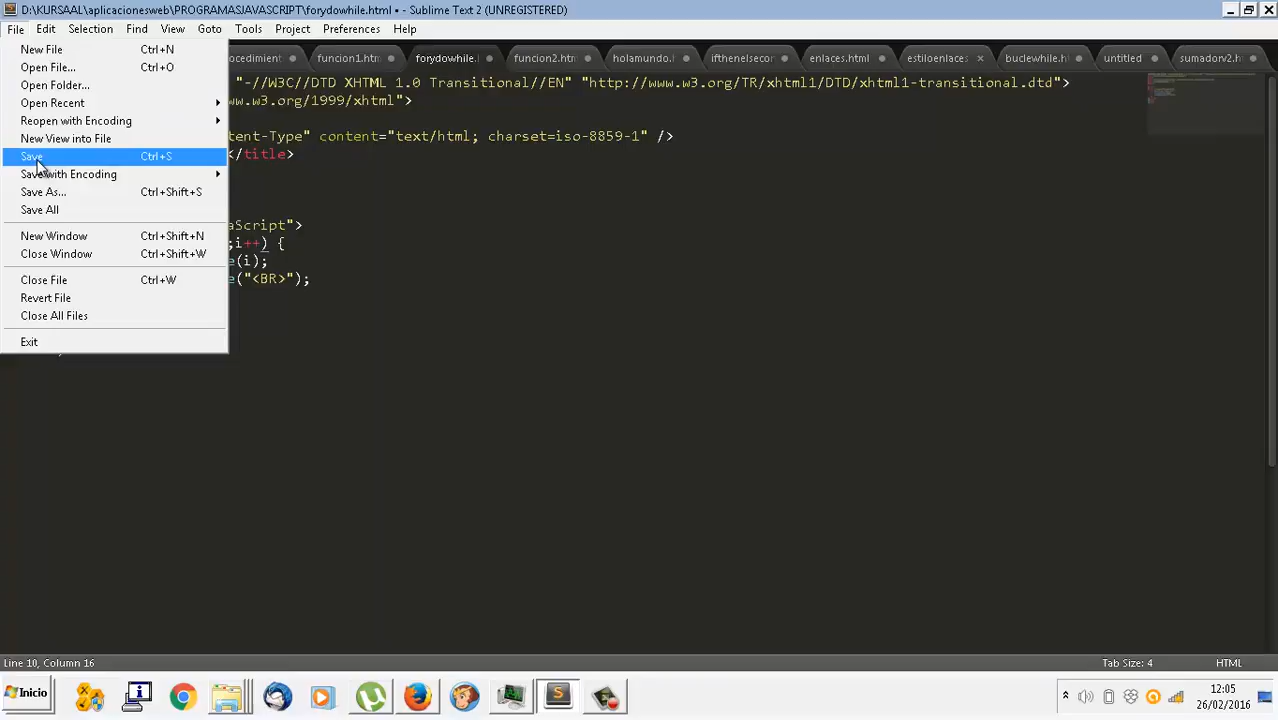 D:\KURSAAL\aplicacionesweb\PROGRAMASJAVASCRIPT\forydowhile.html • - Sublime Text 2 (UNREGISTERED)
File Edit Selection Find View Goto Tools Project Preferences Help
ocedimient funcion1.htm forydowhile. funcion2.htm holamundo.l ifthenelsecor enlaces.html estiloenlaces buclewhile.h untitled sumadorv2.h
New File Ctrl+N
Open File... Ctrl+O
Open Folder...
Open Recent
Reopen with Encoding
New View into File
Save Ctrl+S
Save with Encoding
Save As... Ctrl+Shift+S
Save All
New Window Ctrl+Shift+N
Close Window Ctrl+Shift+W
Close File Ctrl+W
Revert File
Close All Files
Exit
"-//W3C//DTD XHTML 1.0 Transitional//EN" "http://www.w3.org/TR/xhtml1/DTD/xhtml1-transitional.dtd">
ww.w3.org/1999/xhtml">
tent-Type" content="text/html; charset=iso-8859-1" />
</title>
aScript">
;i++) {
e(i);
e("<BR>");
Line 10, Column 16
Tab Size: 4 HTML
Inicio
12:05
26/02/2016